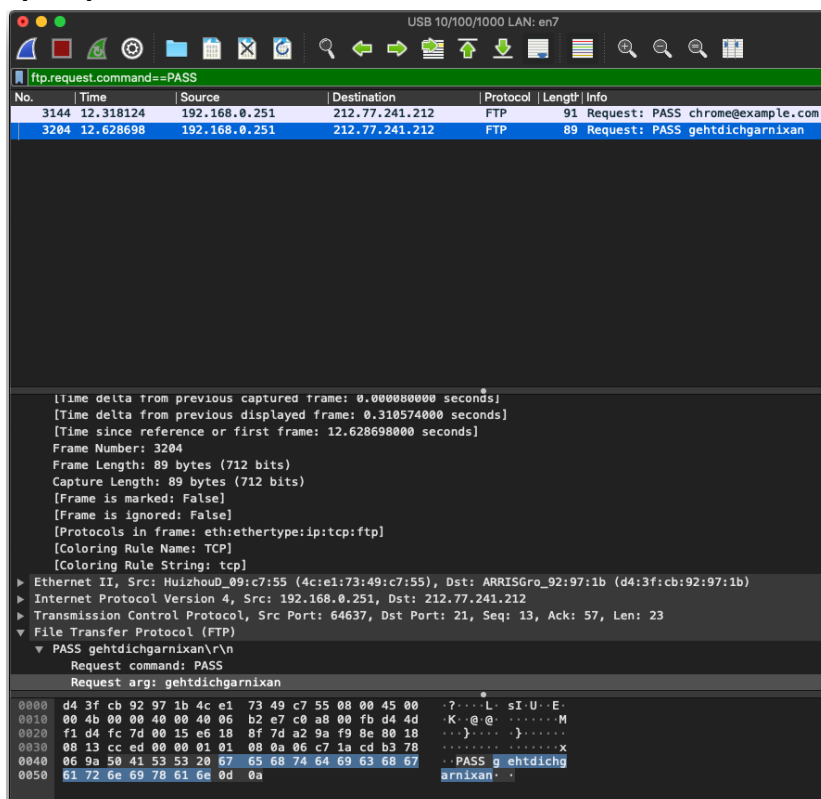 USB 10/100/1000 LAN: en7
ftp.request.command==PASS
No. Time Source Destination Protocol Length Info
3144 12.318124 192.168.0.251 212.77.241.212 FTP 91 Request: PASS chrome@example.com
3204 12.628698 192.168.0.251 212.77.241.212 FTP 89 Request: PASS gehtdichgarnixan
[Time delta from previous captured frame: 0.000080000 seconds]
[Time delta from previous displayed frame: 0.310574000 seconds]
[Time since reference or first frame: 12.628698000 seconds]
Frame Number: 3204
Frame Length: 89 bytes (712 bits)
Capture Length: 89 bytes (712 bits)
[Frame is marked: False]
[Frame is ignored: False]
[Protocols in frame: eth:ethertype:ip:tcp:ftp]
[Coloring Rule Name: TCP]
[Coloring Rule String: tcp]
Ethernet II, Src: HuizhouD_09:c7:55 (4c:e1:73:49:c7:55), Dst: ARRISGro_92:97:1b (d4:3f:cb:92:97:1b)
Internet Protocol Version 4, Src: 192.168.0.251, Dst: 212.77.241.212
Transmission Control Protocol, Src Port: 64637, Dst Port: 21, Seq: 13, Ack: 57, Len: 23
File Transfer Protocol (FTP)
PASS gehtdichgarnixan\r\n
Request command: PASS
Request arg: gehtdichgarnixan
0000 d4 3f cb 92 97 1b 4c e1 73 49 c7 55 08 00 45 00 ·?····L· sI·U··E·
0010 00 4b 00 00 40 00 40 06 b2 e7 c0 a8 00 fb d4 4d ·K··@·@· ·······M
0020 f1 d4 fc 7d 00 15 e6 18 8f 7d a2 9a f9 8e 80 18 ···}···· ·}······
0030 08 13 cc ed 00 00 01 01 08 0a 06 c7 1a cd b3 78 ········ ·······x
0040 06 9a 50 41 53 53 20 67 65 68 74 64 69 63 68 67 ··PASS g ehtdichg
0050 61 72 6e 69 78 61 6e 0d 0a arnixan· ·